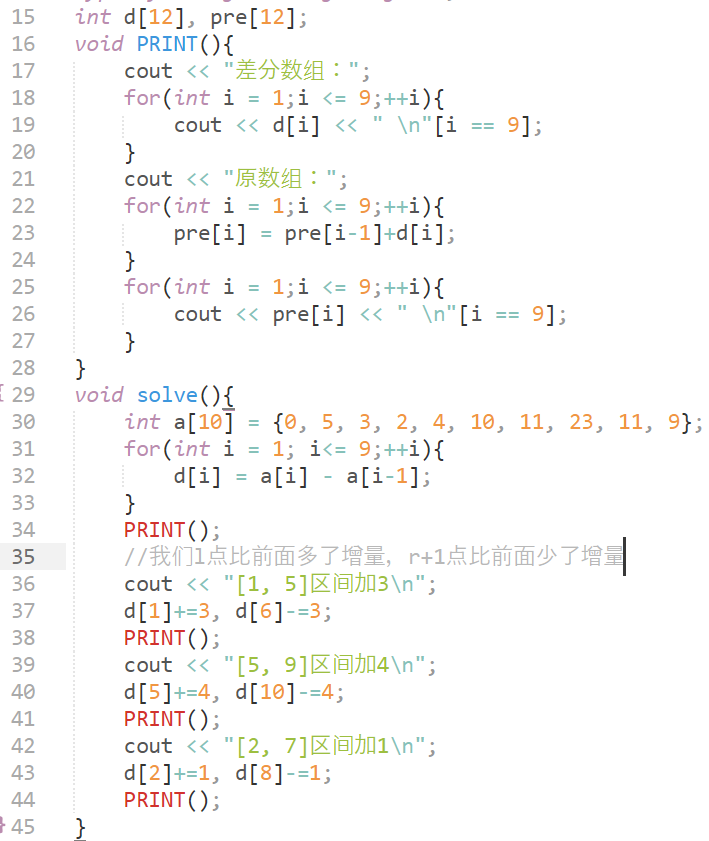 15 int d[12], pre[12];
16 void PRINT(){
17 cout << "差分数组：";
18 for(int i = 1;i <= 9;++i){
19 cout << d[i] << " \n"[i == 9];
20 }
21 cout << "原数组：";
22 for(int i = 1;i <= 9;++i){
23 pre[i] = pre[i-1]+d[i];
24 }
25 for(int i = 1;i <= 9;++i){
26 cout << pre[i] << " \n"[i == 9];
27 }
28 }
29 void solve(){
30 int a[10] = {0, 5, 3, 2, 4, 10, 11, 23, 11, 9};
31 for(int i = 1; i<= 9;++i){
32 d[i] = a[i] - a[i-1];
33 }
34 PRINT();
35 //我们l点比前面多了增量，r+1点比前面少了增量
36 cout << "[1, 5]区间加3\n";
37 d[1]+=3, d[6]-=3;
38 PRINT();
39 cout << "[5, 9]区间加4\n";
40 d[5]+=4, d[10]-=4;
41 PRINT();
42 cout << "[2, 7]区间加1\n";
43 d[2]+=1, d[8]-=1;
44 PRINT();
45 }